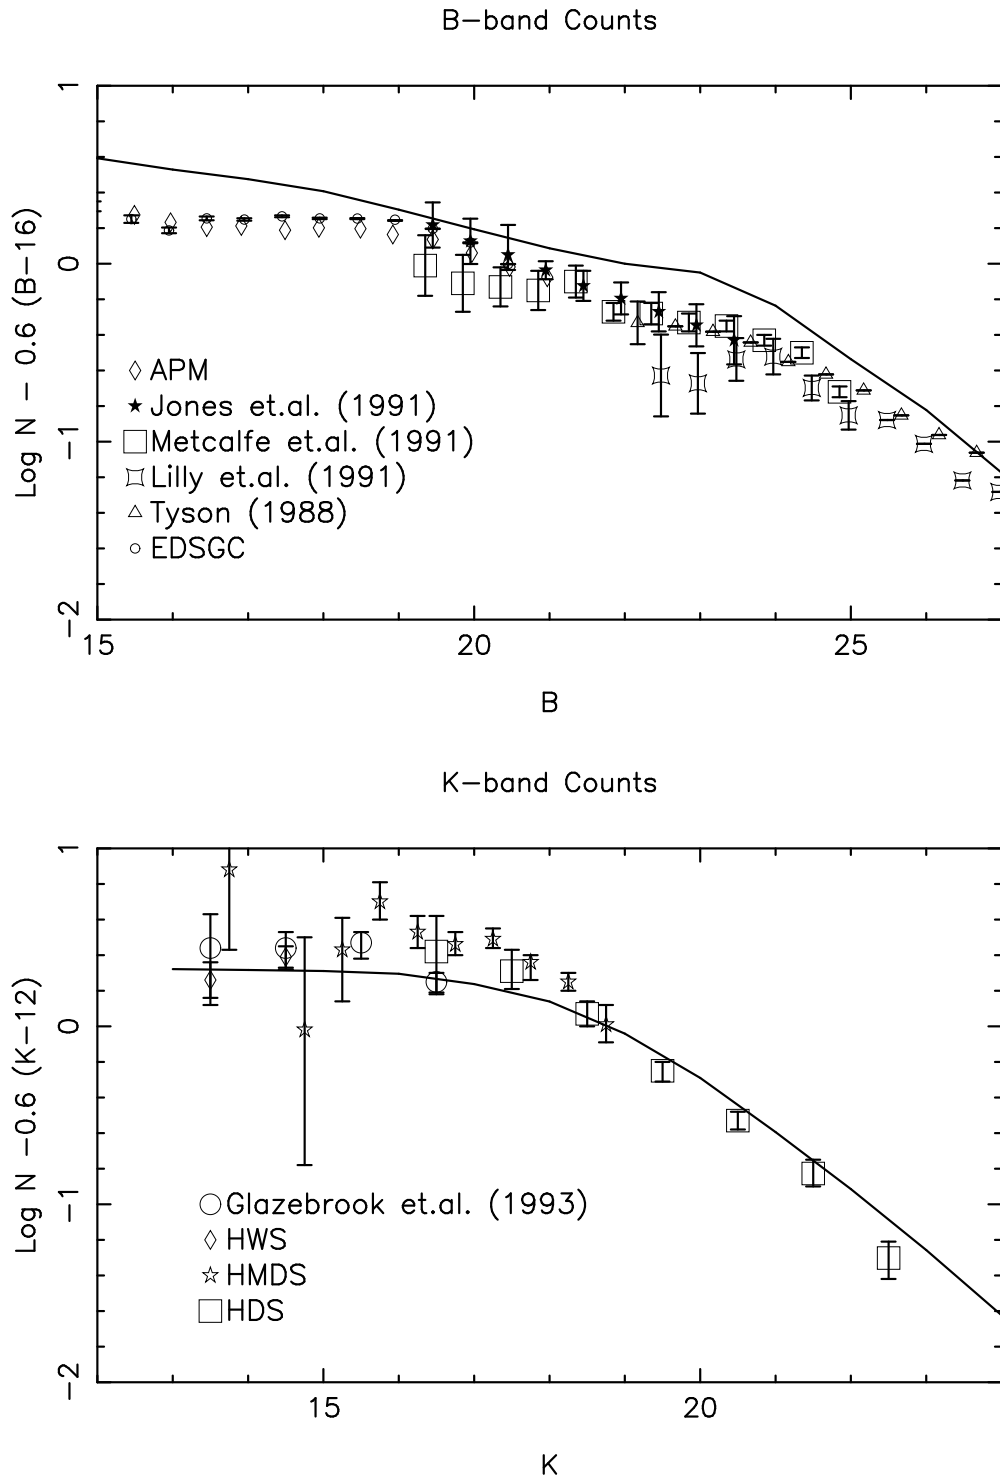 B-band Counts
1
0
-1
-2
Log N - 0.6 (B-16)
APM
Jones et.al. (1991)
Metcalfe et.al. (1991)
Lilly et.al. (1991)
Tyson (1988)
EDSGC
15 20 25
B
K-band Counts
1
0
-1
-2
Log N -0.6 (K-12)
Glazebrook et.al. (1993)
HWS
HMDS
HDS
15 20
K